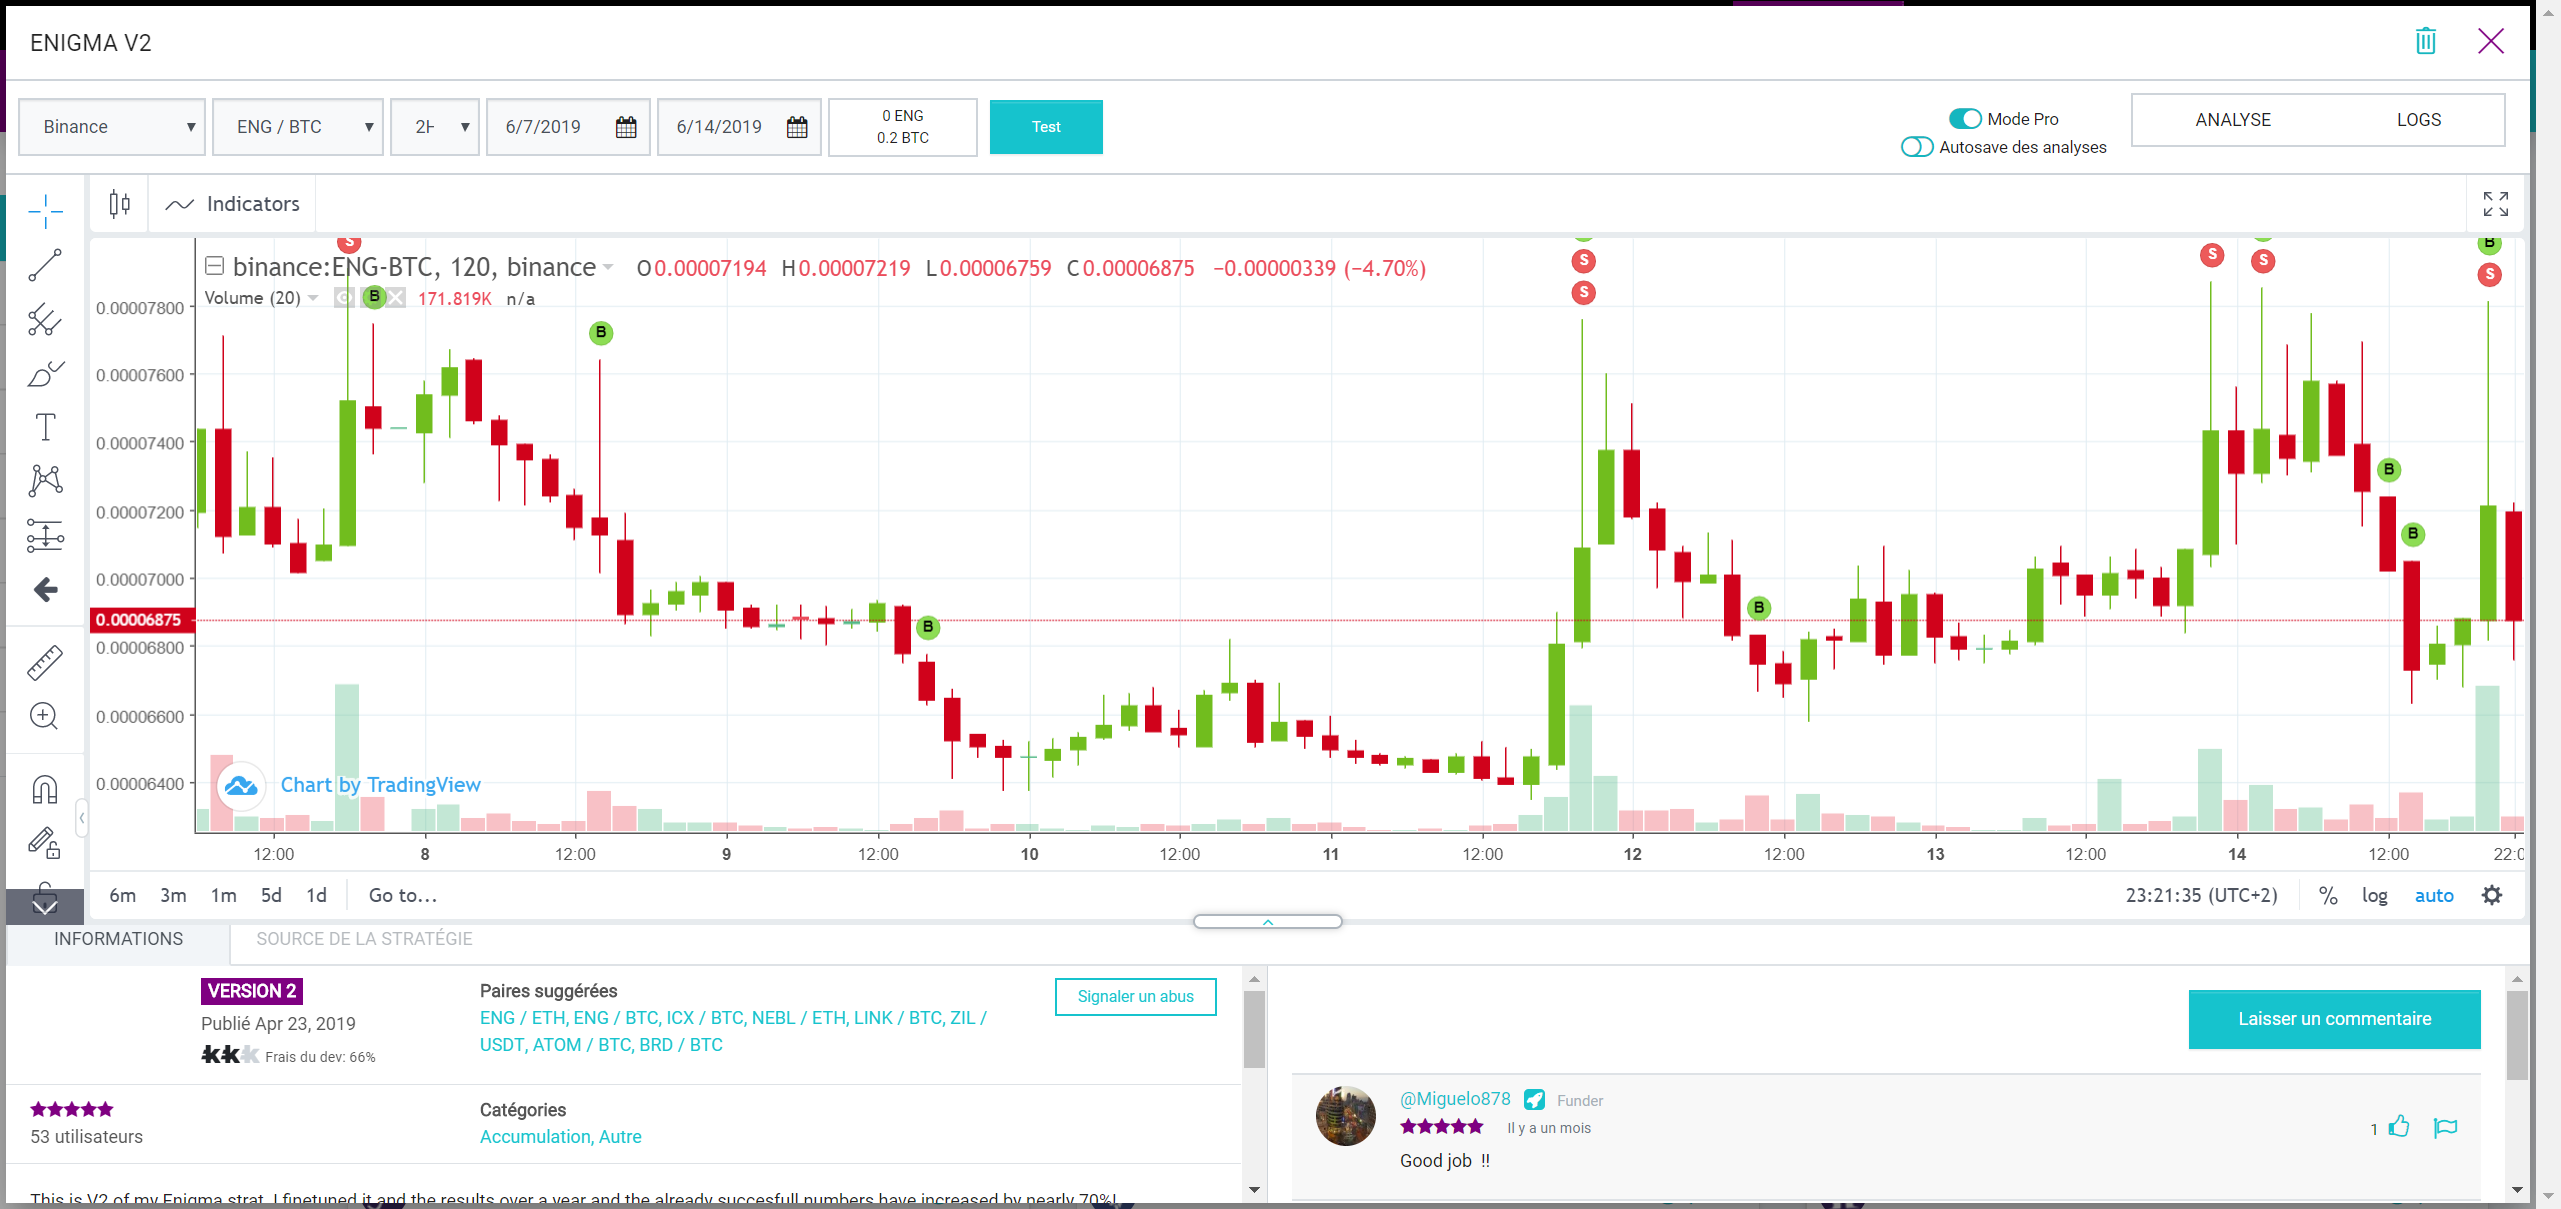 ENIGMA V2
Binance ENG / BTC 2H 6/7/2019 6/14/2019 0 ENG
0.2 BTC
Test
Mode Pro
Autosave des analyses
ANALYSE LOGS
Indicators
S S S S S B B
binance:ENG-BTC, 120, binance O0.00007194 H0.00007219 L0.00006759 C0.00006875 −0.00000339 (−4.70%)
Volume (20) B 171.819K n/a
S
S
B
B
B
B
B
0.00007800
0.00007600
0.00007400
0.00007200
0.00007000
0.00006875
0.00006800
0.00006600
0.00006400
Chart by TradingView
12:00 8 12:00 9 12:00 10 12:00 11 12:00 12 12:00 13 12:00 14 12:00
6m 3m 1m 5d 1d Go to... 23:21:35 (UTC+2) % log auto
INFORMATIONS SOURCE DE LA STRATÉGIE
VERSION 2
Publié Apr 23, 2019
Frais du dev: 66%
Paires suggérées
ENG / ETH, ENG / BTC, ICX / BTC, NEBL / ETH, LINK / BTC, ZIL /
USDT, ATOM / BTC, BRD / BTC
Signaler un abus
53 utilisateurs
Catégories
Accumulation, Autre
This is V2 of my Enigma strat. I finetuned it and the results over a year and the already succesfull numbers have increased by nearly 70%!
Laisser un commentaire
@Miguelo878 Funder
Il y a un mois
Good job !!
1